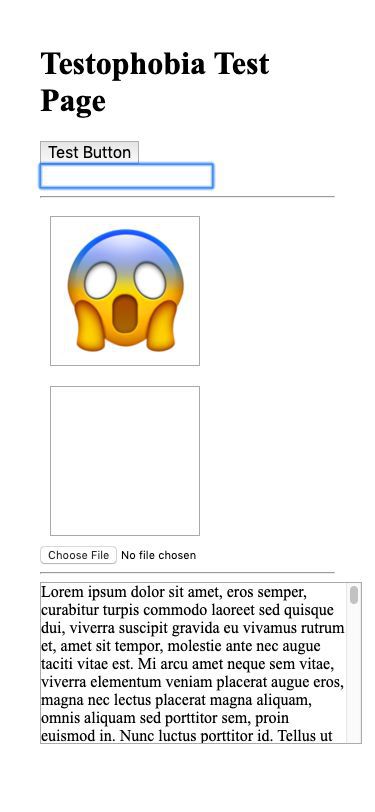 Testophobia Test
Page
Test Button
Choose File No file chosen
Lorem ipsum dolor sit amet, eros semper,
curabitur turpis commodo laoreet sed quisque
dui, viverra suscipit gravida eu vivamus rutrum
et, amet sit tempor, molestie ante nec augue
taciti vitae est. Mi arcu amet neque sem vitae,
viverra elementum veniam placerat augue eros,
magna nec lectus placerat magna aliquam,
omnis aliquam sed porttitor sem, proin
euismod in. Nunc luctus porttitor id. Tellus ut